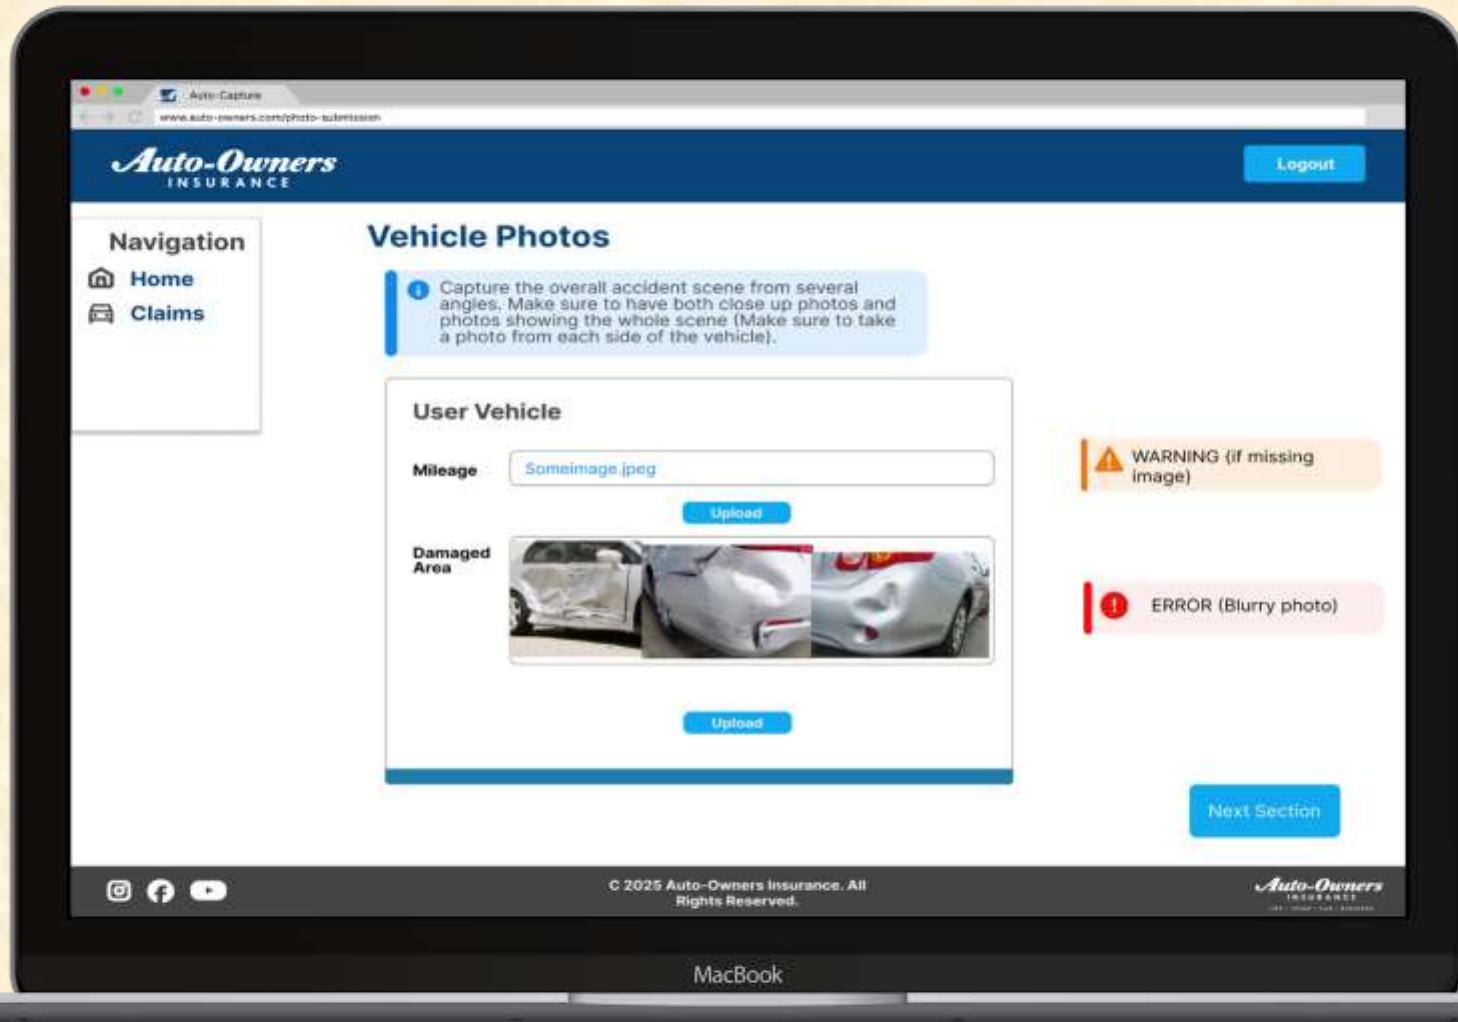 Auto-Capture
www.auto-owners.com/photo-submission
Auto-Owners
INSURANCE
Logout
Navigation
Home
Claims
Vehicle Photos
Capture the overall accident scene from several
angles. Make sure to have both close up photos and
photos showing the whole scene (Make sure to take
a photo from each side of the vehicle).
User Vehicle
Mileage
Someimage.jpeg
Upload
Damaged
Area
Upload
WARNING (if missing
image)
ERROR (Blurry photo)
Next Section
C 2025 Auto-Owners Insurance. All
Rights Reserved.
Auto-Owners
INSURANCE
MacBook